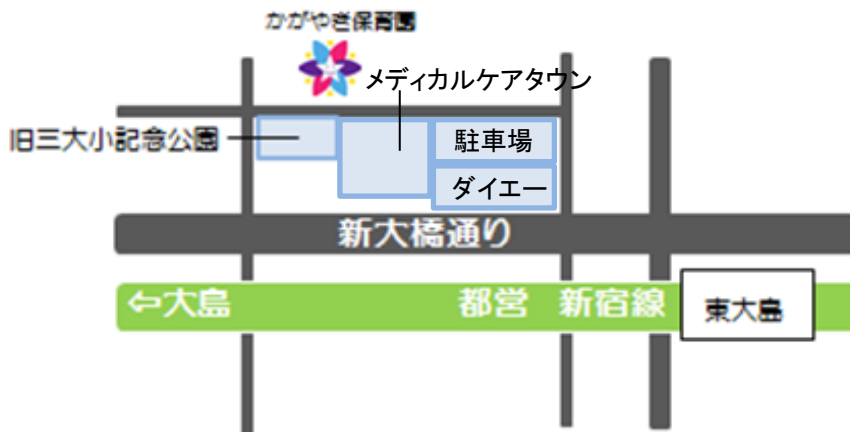 かがやき保育園
メディカルケアタウン
旧三大小記念公園
駐車場
ダイエー
新大橋通り
⇦大島
都営 新宿線
東大島